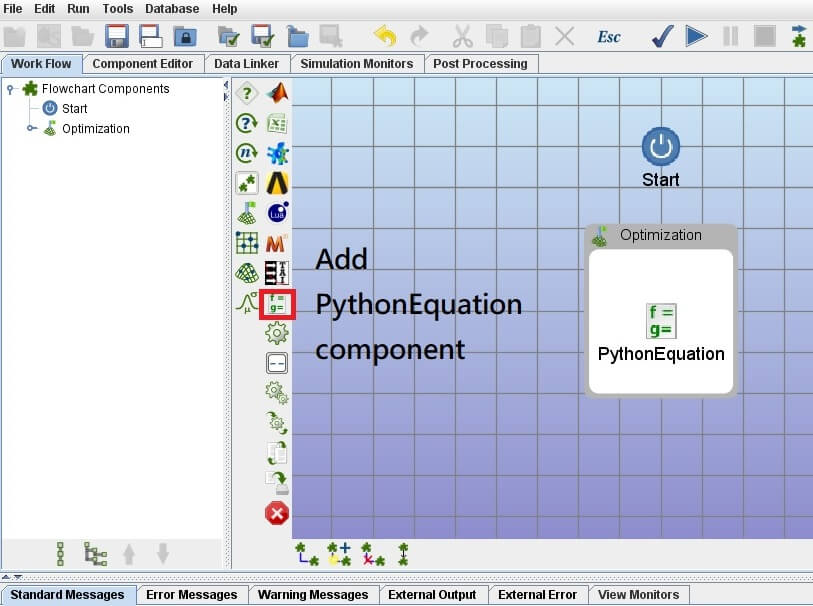 File Edit Run Tools Database Help
Esc
Work Flow Component Editor Data Linker Simulation Monitors Post Processing
Flowchart Components
Start
Optimization
?
?
n
Lua
M
TAI
μ
f =
g=
Add
PythonEquation
component
Start
Optimization
f =
g=
PythonEquation
Standard Messages Error Messages Warning Messages External Output External Error View Monitors